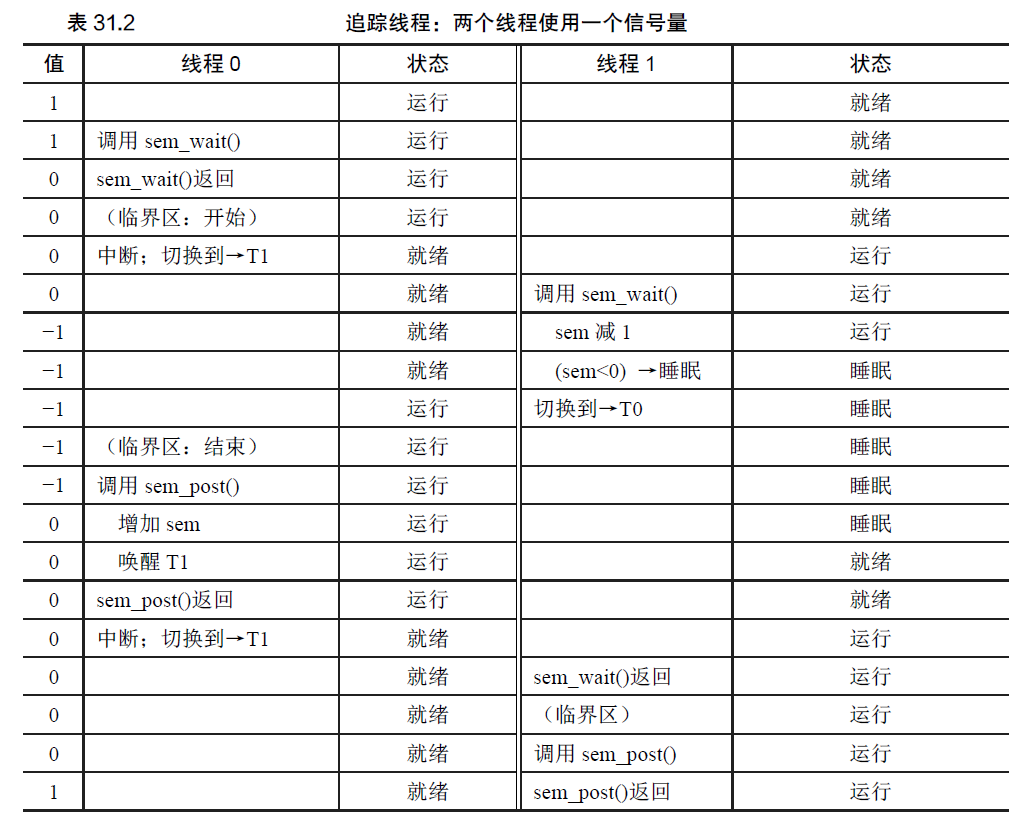 表 31.2 追踪线程：两个线程使用一个信号量
值 线程 0 状态 线程 1 状态
1 运行 就绪
1 调用 sem_wait() 运行 就绪
0 sem_wait()返回 运行 就绪
0 （临界区：开始） 运行 就绪
0 中断；切换到→T1 就绪 运行
0 就绪 调用 sem_wait() 运行
−1 就绪 sem 减 1 运行
−1 就绪 (sem<0) →睡眠 睡眠
−1 运行 切换到→T0 睡眠
−1 （临界区：结束） 运行 睡眠
−1 调用 sem_post() 运行 睡眠
0 增加 sem 运行 睡眠
0 唤醒 T1 运行 就绪
0 sem_post()返回 运行 就绪
0 中断；切换到→T1 就绪 运行
0 就绪 sem_wait()返回 运行
0 就绪 （临界区） 运行
0 就绪 调用 sem_post() 运行
1 就绪 sem_post()返回 运行